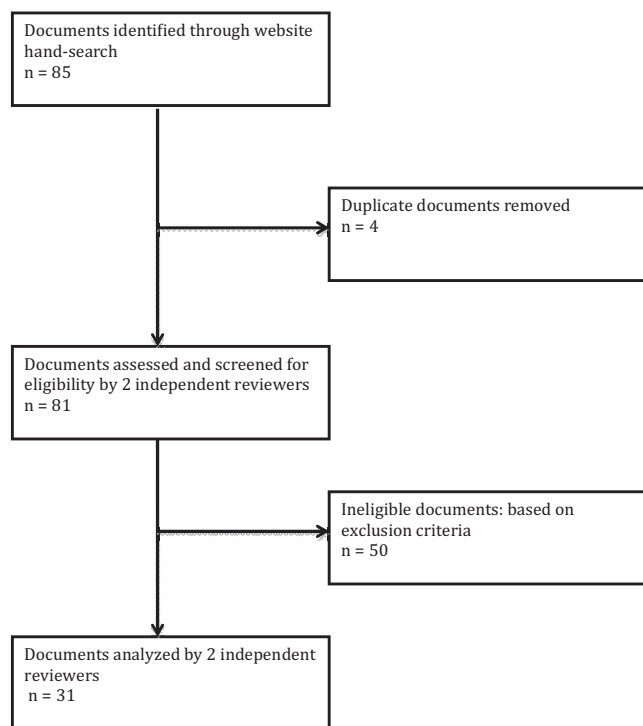 Documents identified through website
hand-search
n = 85
Duplicate documents removed
n = 4
Documents assessed and screened for
eligibility by 2 independent reviewers
n = 81
Ineligible documents: based on
exclusion criteria
n = 50
Documents analyzed by 2 independent
reviewers
n = 31